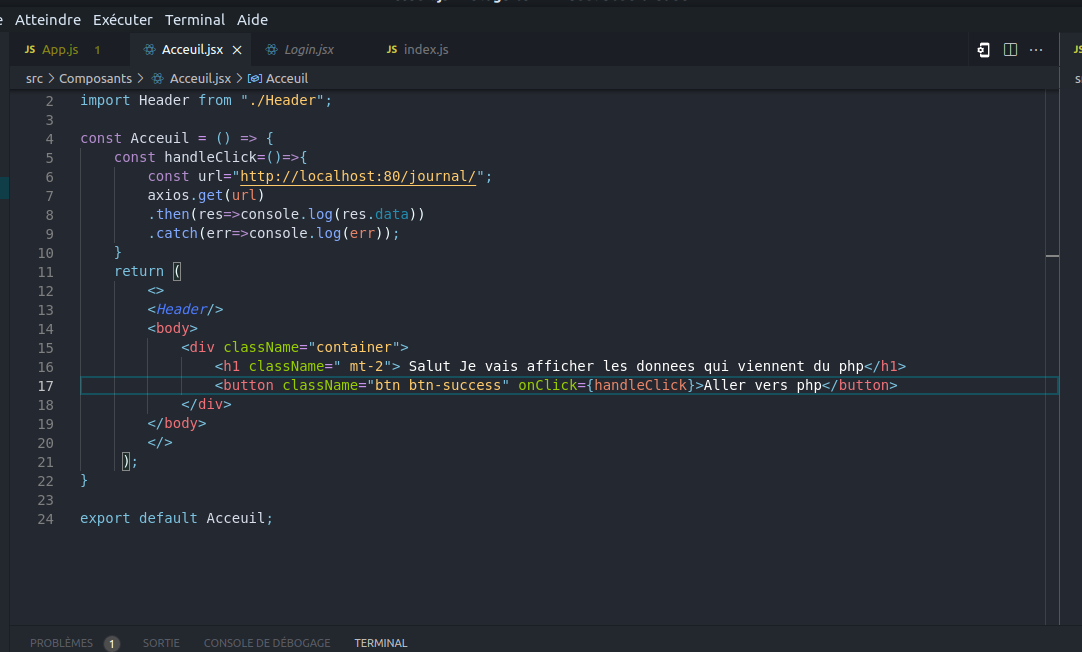 Atteindre Exécuter Terminal Aide
JS App.js 1 Acceuil.jsx Login.jsx JS index.js
src > Composants > Acceuil.jsx > Acceuil
2 import Header from "./Header";
3
4 const Acceuil = () => {
5 const handleClick=()=>{
6 const url="http://localhost:80/journal/";
7 axios.get(url)
8 .then(res=>console.log(res.data))
9 .catch(err=>console.log(err));
10 }
11 return (
12 <>
13 <Header/>
14 <body>
15 <div className="container">
16 <h1 className=" mt-2"> Salut Je vais afficher les donnees qui viennent du php</h1>
17 <button className="btn btn-success" onClick={handleClick}>Aller vers php</button>
18 </div>
19 </body>
20 </>
21 );
22 }
23
24 export default Acceuil;
PROBLÈMES 1 SORTIE CONSOLE DE DÉBOGAGE TERMINAL